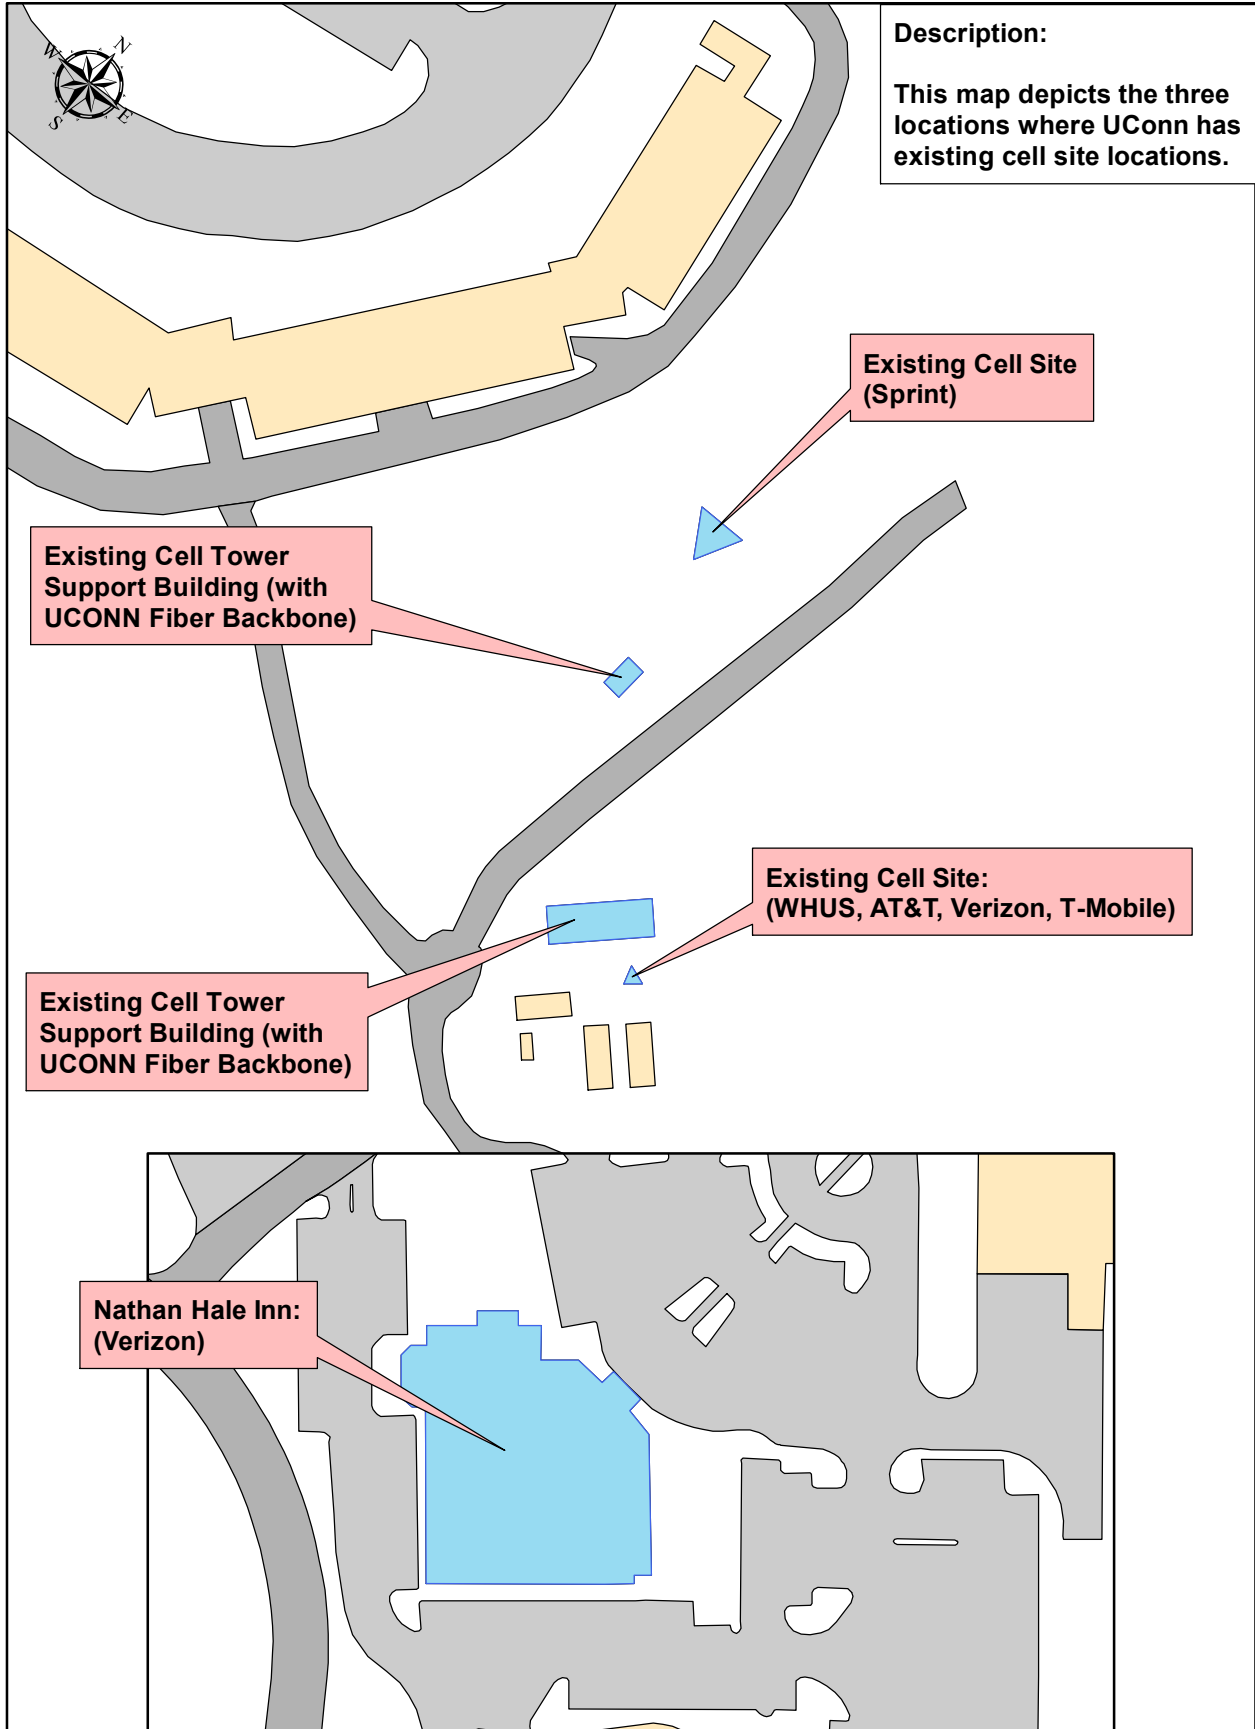 W
N
S
E
Description:
This map depicts the three
locations where UConn has
existing cell site locations.
Existing Cell Site
(Sprint)
Existing Cell Tower
Support Building (with
UCONN Fiber Backbone)
Existing Cell Site:
(WHUS, AT&T, Verizon, T-Mobile)
Existing Cell Tower
Support Building (with
UCONN Fiber Backbone)
Nathan Hale Inn:
(Verizon)